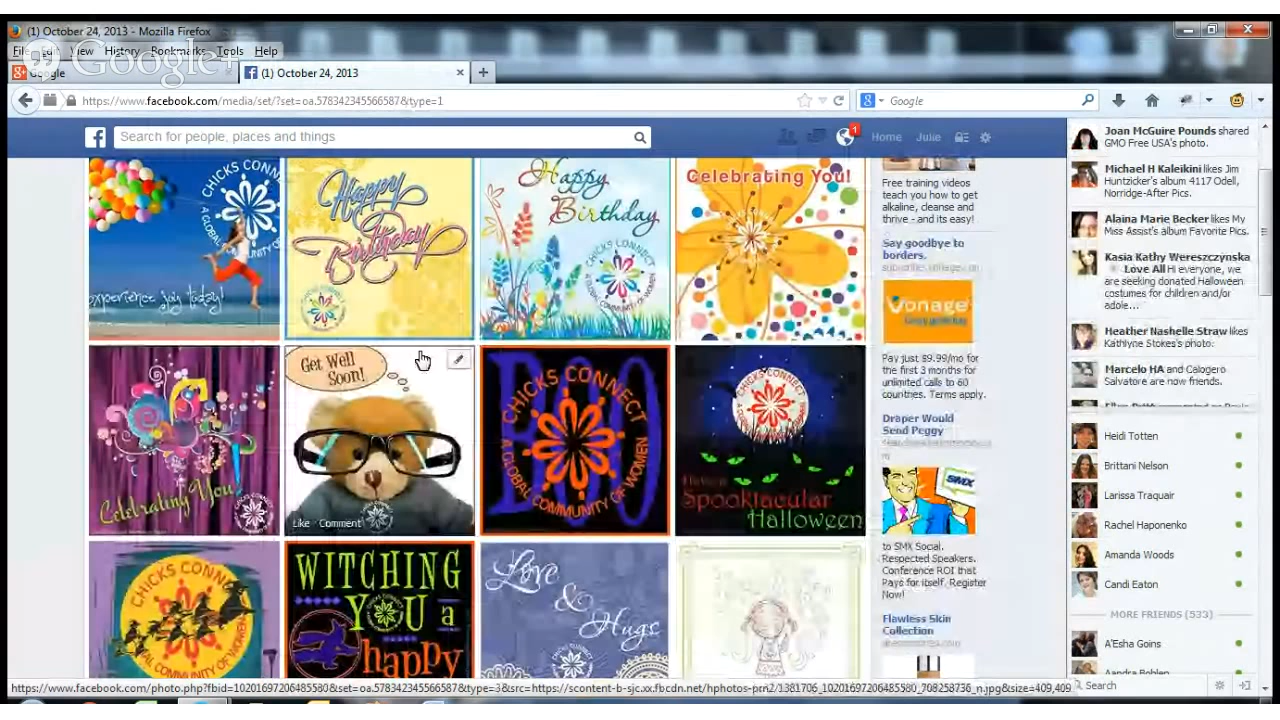 (1) October 24, 2013 - Mozilla Firefox
File Edit View History Bookmarks Tools Help
Google+
Google
(1) October 24, 2013
https://www.facebook.com/media/set/?set=oa.578342345566587&type=1
Google
Search for people, places and things
1
Home Julie
CHICKS CONN
A GLOBAL
experience joy today!
Happy
Birthday
Happy
Birthday
CHICKS CONNECT
A GLOBAL COMMUNITY OF WOMEN
Celebrating You!
Celebrating You
Get Well
Soon!
Like · Comment
BOO
CHICKS CONNECT
A GLOBAL COMMUNITY OF WOMEN
CHICKS CONNECT
Have a
Spooktacular
Halloween
CHICKS CONNECT
WITCHING
YOU a
happy
Love
&
Hugs
Free training videos
teach you how to get
alkaline, cleanse and
thrive - and its easy!
Say goodbye to
borders.
Vonage
Pay just $9.99/mo for
the first 3 months for
unlimited calls to 60
countries. Terms apply.
Draper Would
Send Peggy
SMX
to SMX Social.
Respected Speakers.
Conference ROI that
Pays for itself. Register
Now!
Flawless Skin
Collection
Joan McGuire Pounds shared
GMO Free USA's photo.
Michael H Kaleikini likes Jim
Huntzicker's album 4117 Odell,
Norridge-After Pics.
Alaina Marie Becker likes My
Miss Assist's album Favorite Pics.
Kasia Kathy Wereszczynska
Love All Hi everyone, we
are seeking donated Halloween
costumes for children and/or
adole...
Heather Nashelle Straw likes
Kathlyne Stokes's photo.
Marcelo HA and Calogero
Salvatore are now friends.
Heidi Totten
Brittani Nelson
Larissa Traquair
Rachel Haponenko
Amanda Woods
Candi Eaton
MORE FRIENDS (533)
A'Esha Goins
Search
https://www.facebook.com/photo.php?fbid=10201697206485580&set=oa.578342345566587&type=3&src=https://scontent-b-sjc.xx.fbcdn.net/hphotos-prn2/1381706_10201697206485580_708258736_n.jpg&size=409,409